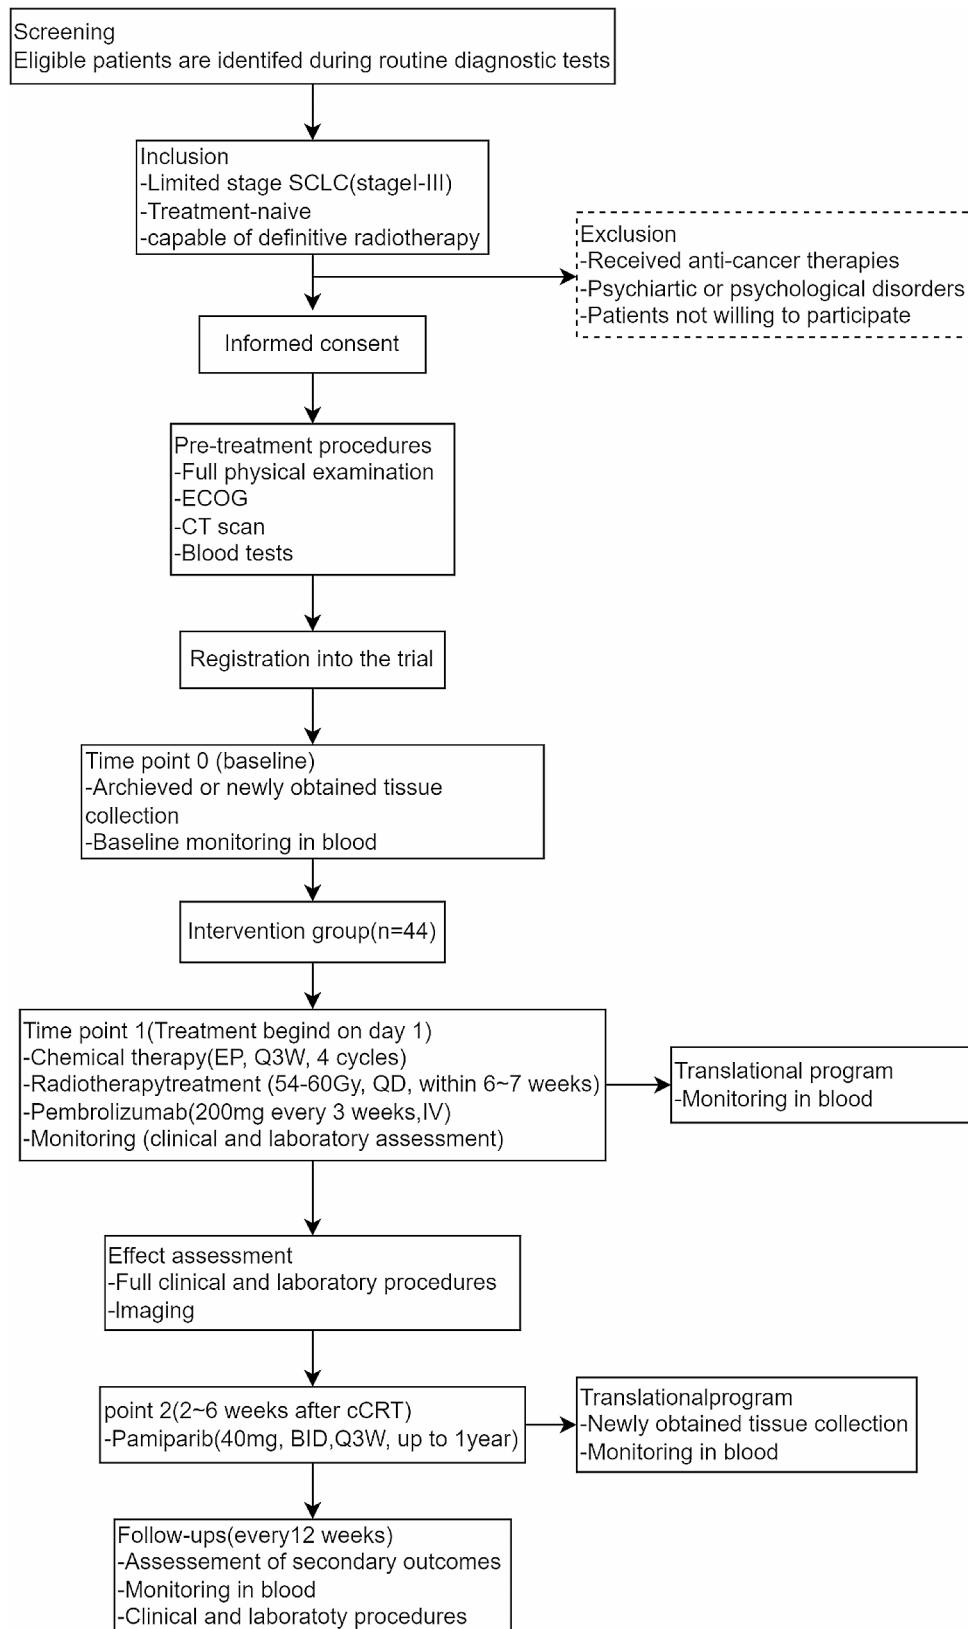 Screening
Eligible patients are identifed during routine diagnostic tests
Inclusion
-Limited stage SCLC(stageI-III)
-Treatment-naive
-capable of definitive radiotherapy
Exclusion
-Received anti-cancer therapies
-Psychiartic or psychological disorders
-Patients not willing to participate
Informed consent
Pre-treatment procedures
-Full physical examination
-ECOG
-CT scan
-Blood tests
Registration into the trial
Time point 0 (baseline)
-Archieved or newly obtained tissue
collection
-Baseline monitoring in blood
Intervention group(n=44)
Time point 1(Treatment begind on day 1)
-Chemical therapy(EP, Q3W, 4 cycles)
-Radiotherapytreatment (54-60Gy, QD, within 6~7 weeks)
-Pembrolizumab(200mg every 3 weeks,IV)
-Monitoring (clinical and laboratory assessment)
Translational program
-Monitoring in blood
Effect assessment
-Full clinical and laboratory procedures
-Imaging
point 2(2~6 weeks after cCRT)
-Pamiparib(40mg, BID,Q3W, up to 1year)
Translationalprogram
-Newly obtained tissue collection
-Monitoring in blood
Follow-ups(every12 weeks)
-Assessement of secondary outcomes
-Monitoring in blood
-Clinical and laboratoty procedures